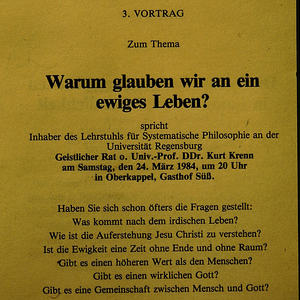 3. VORTRAG
Zum Thema
Warum glauben wir an ein
ewiges Leben?
spricht
Inhaber des Lehrstuhls für Systematische Philosophie an der
Universität Regensburg
Geistlicher Rat o. Univ.-Prof. DDr. Kurt Krenn
am Samstag, den 24. März 1984, um 20 Uhr
in Oberkappel, Gasthof Süß.
Haben Sie sich schon öfters die Fragen gestellt:
Was kommt nach dem irdischen Leben?
Wie ist die Auferstehung Jesu Christi zu verstehen?
Ist die Ewigkeit eine Zeit ohne Ende und ohne Raum?
Gibt es einen höheren Wert als den Menschen?
Gibt es einen wirklichen Gott?
Gibt es eine Gemeinschaft zwischen Mensch und Gott?